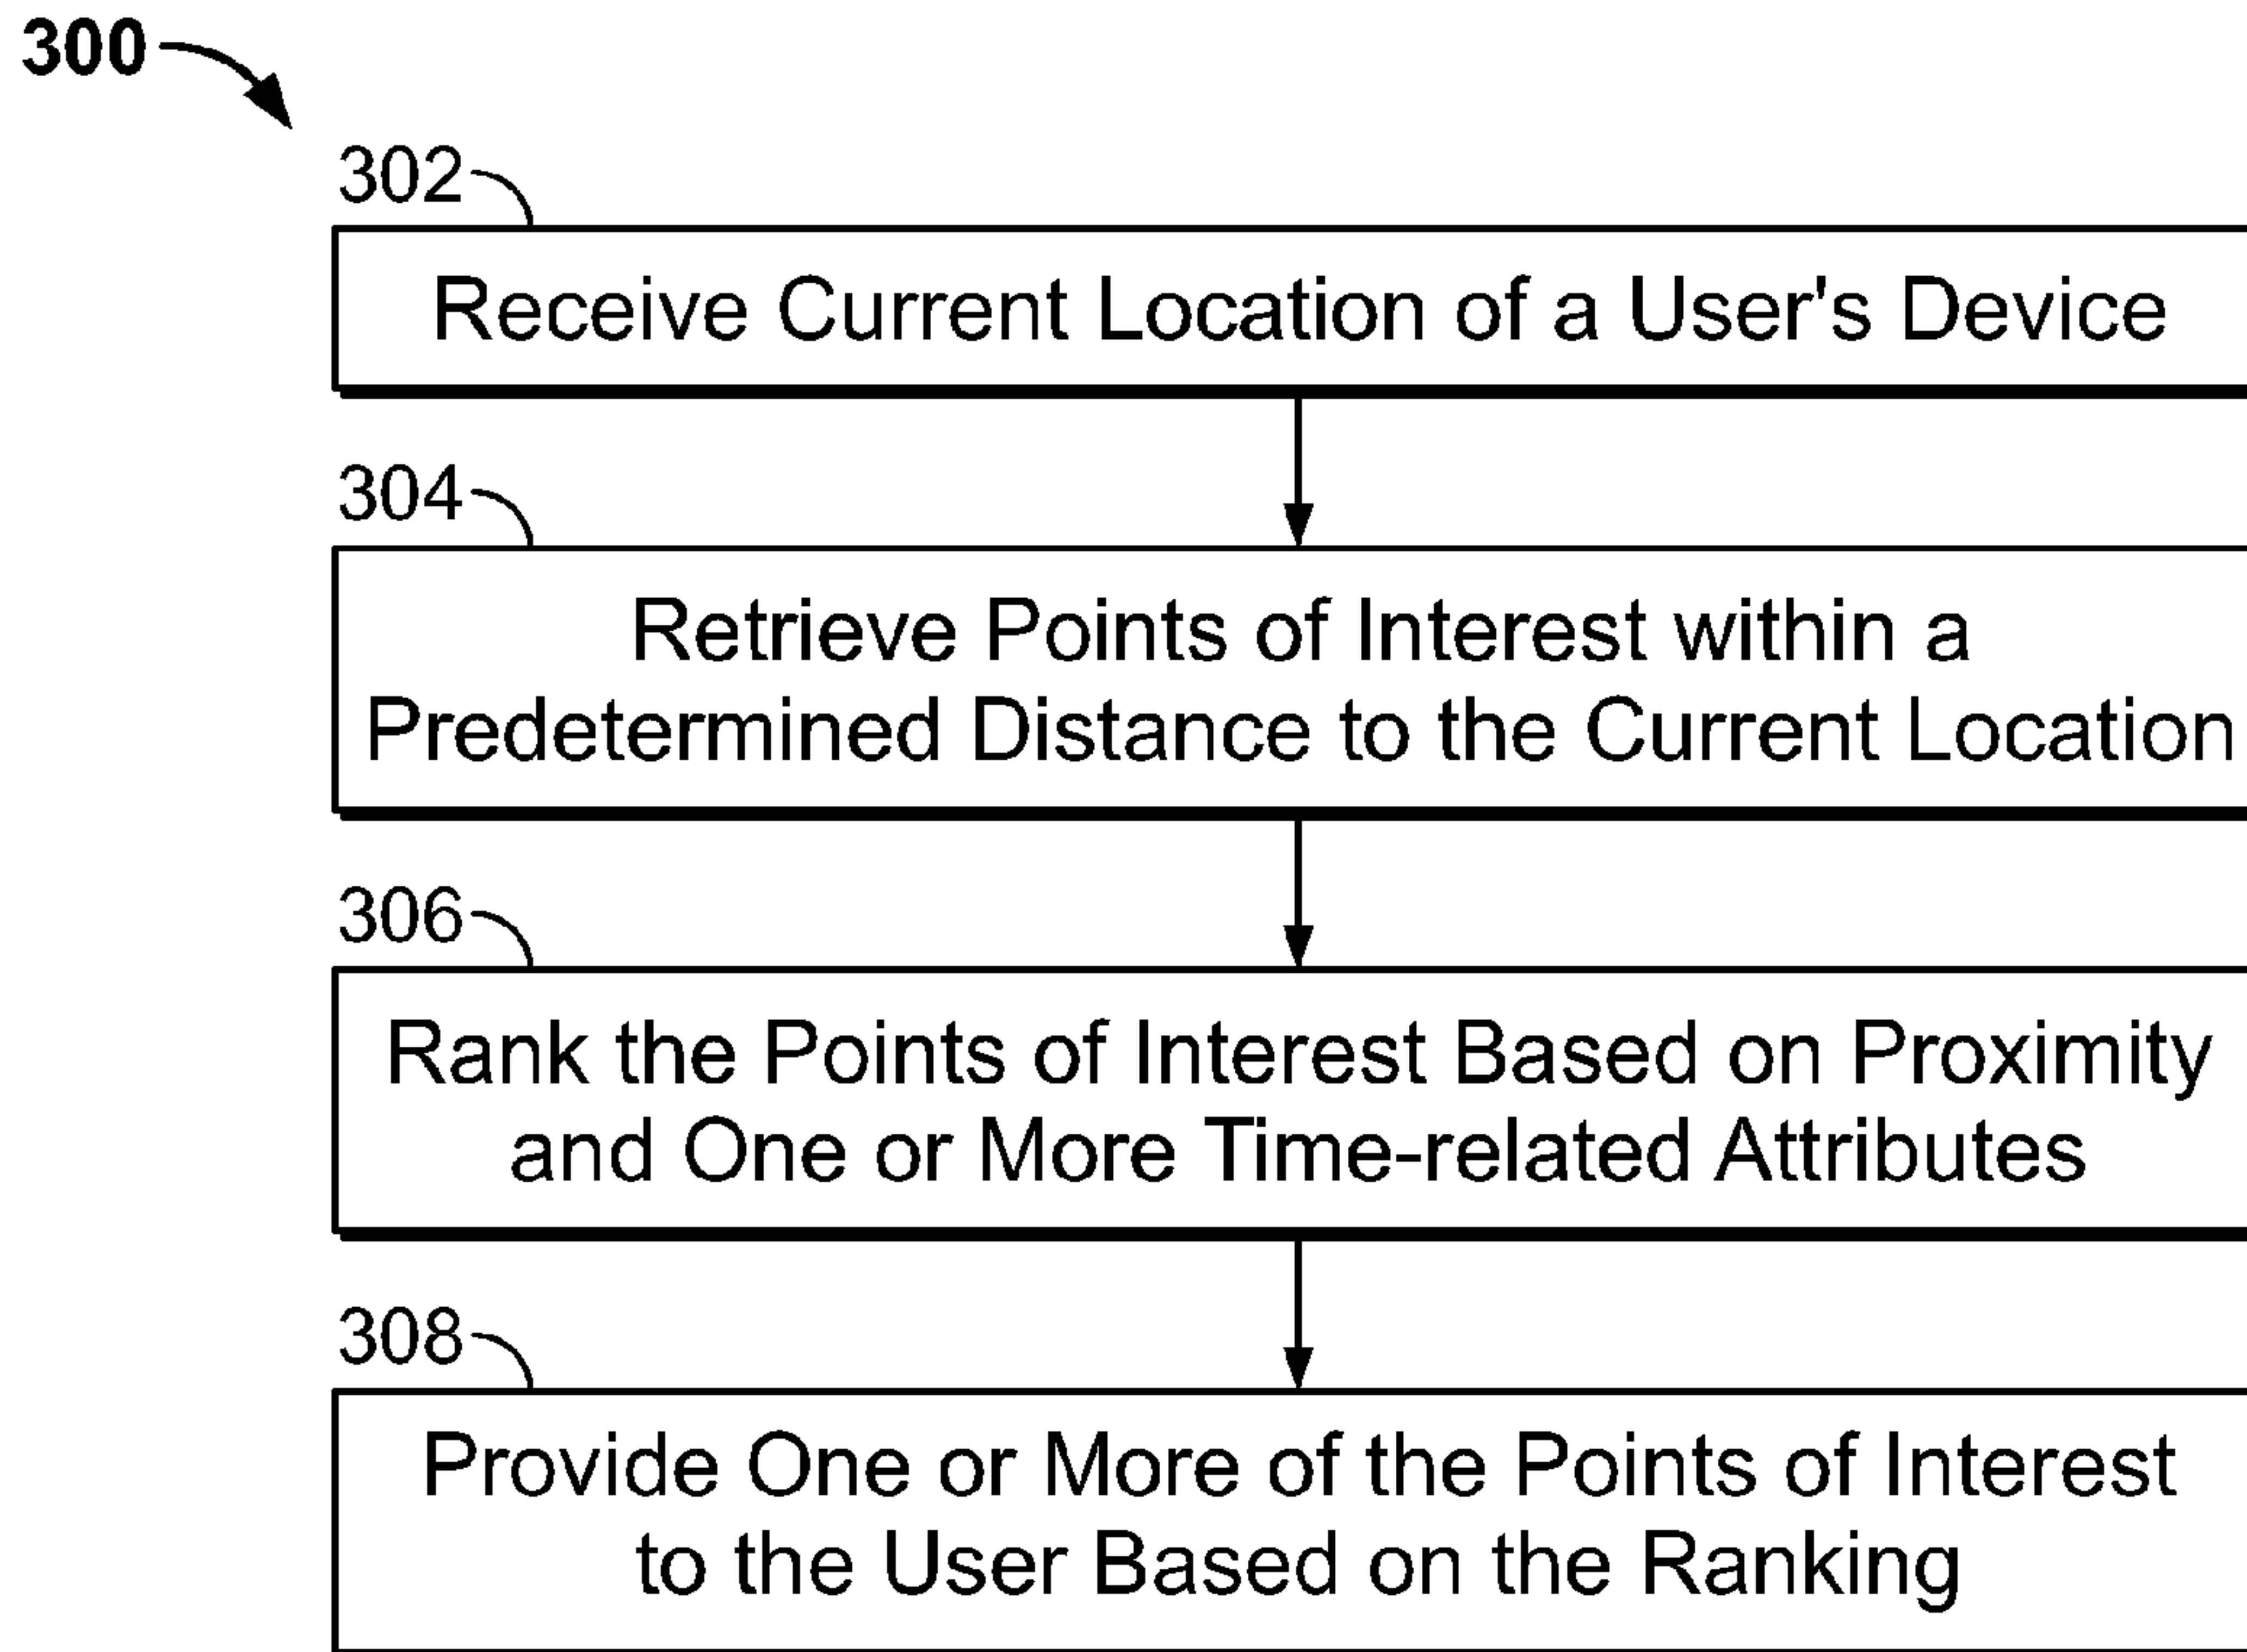 300
302
Receive Current Location of a User's Device
304
Retrieve Points of Interest within a
Predetermined Distance to the Current Location
306
Rank the Points of Interest Based on Proximity
and One or More Time-related Attributes
308
Provide One or More of the Points of Interest
to the User Based on the Ranking